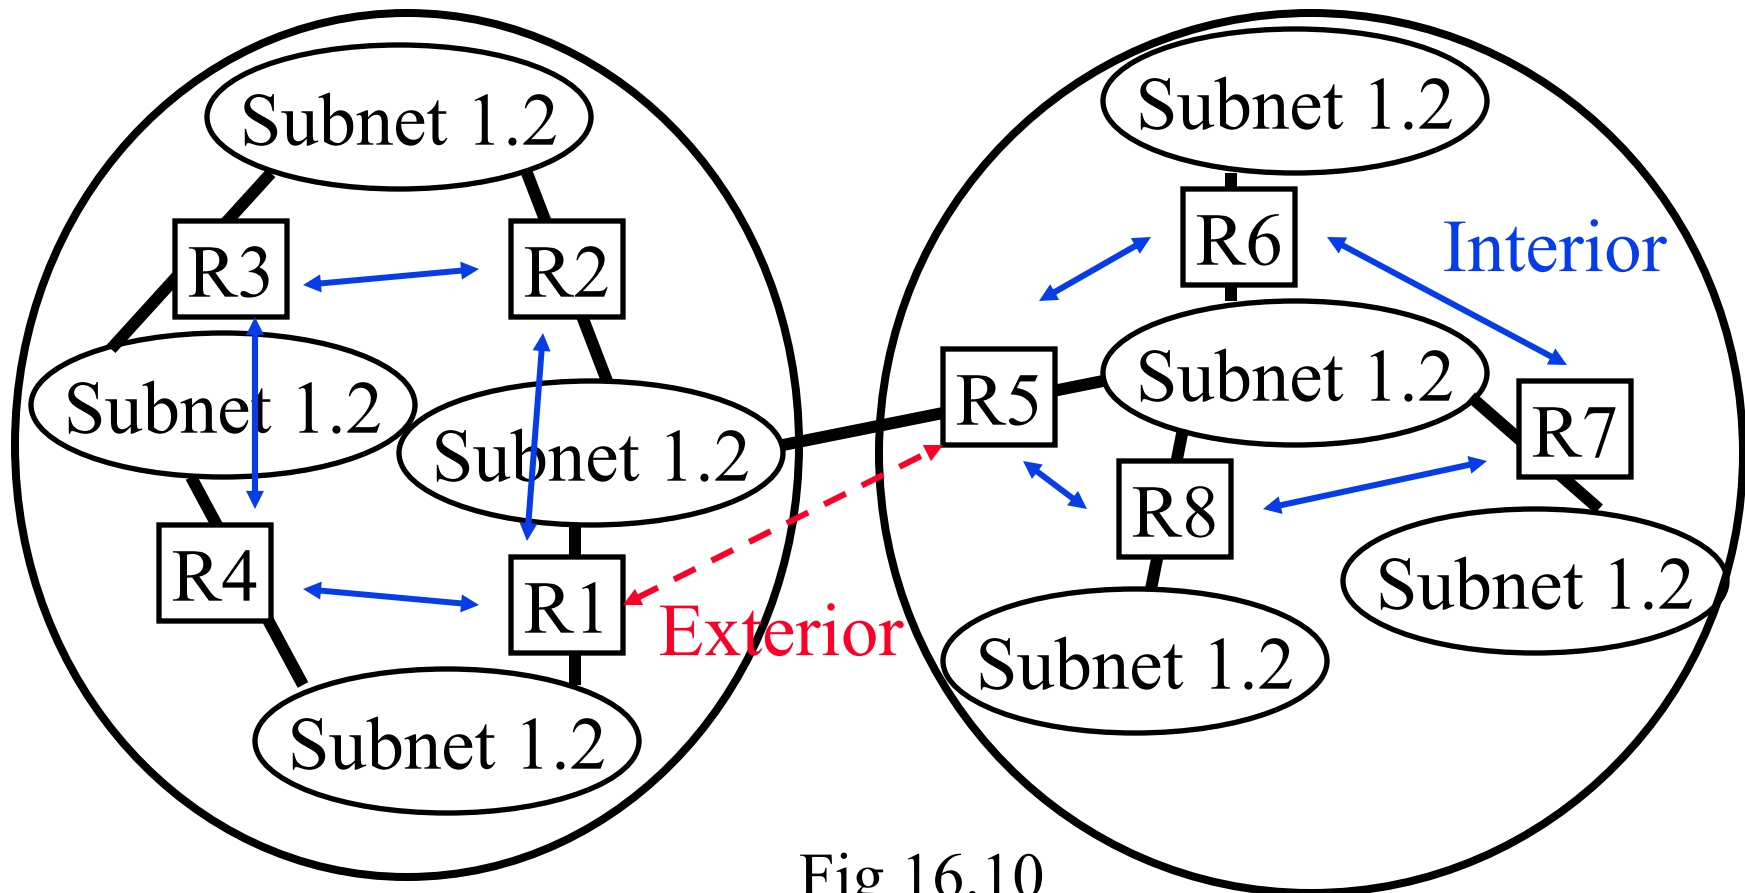 Subnet 1.2
R3
R2
Subnet 1.2
Subnet 1.2
R4
R1
Subnet 1.2
Exterior
Subnet 1.2
R6
Interior
R5
Subnet 1.2
R7
R8
Subnet 1.2
Subnet 1.2
Fig 16.10